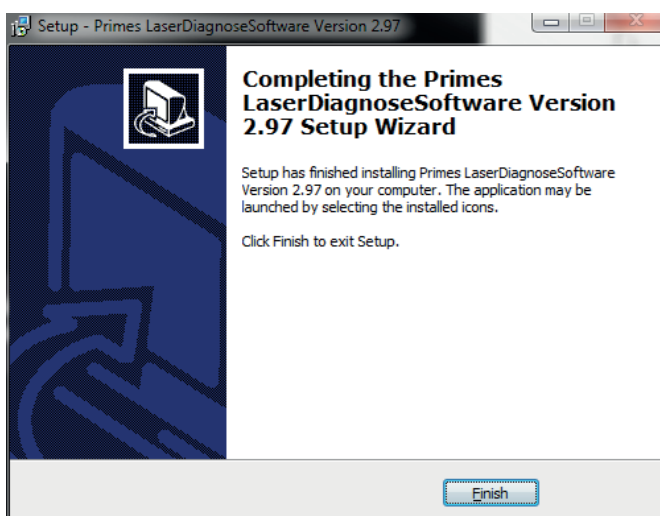 Setup - Primes LaserDiagnoseSoftware Version 2.97
Completing the Primes
LaserDiagnoseSoftware Version
2.97 Setup Wizard
Setup has finished installing Primes LaserDiagnoseSoftware
Version 2.97 on your computer. The application may be
launched by selecting the installed icons.
Click Finish to exit Setup.
Finish